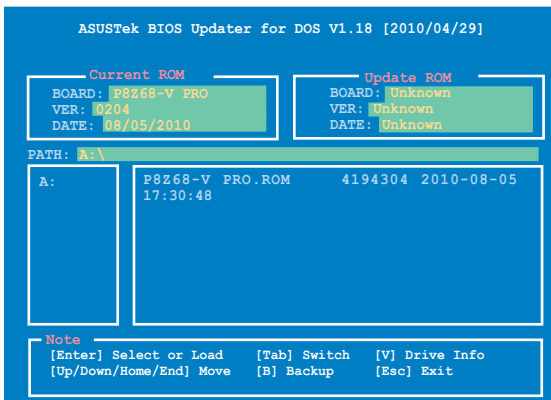 ASUSTek BIOS Updater for DOS V1.18 [2010/04/29]
Current ROM
BOARD: P8Z68-V PRO
VER: 0204
DATE: 08/05/2010
Update ROM
BOARD: Unknown
VER: Unknown
DATE: Unknown
PATH: A:\
A:
P8Z68-V PRO.ROM 4194304 2010-08-05
17:30:48
Note
[Enter] Select or Load [Tab] Switch [V] Drive Info
[Up/Down/Home/End] Move [B] Backup [Esc] Exit